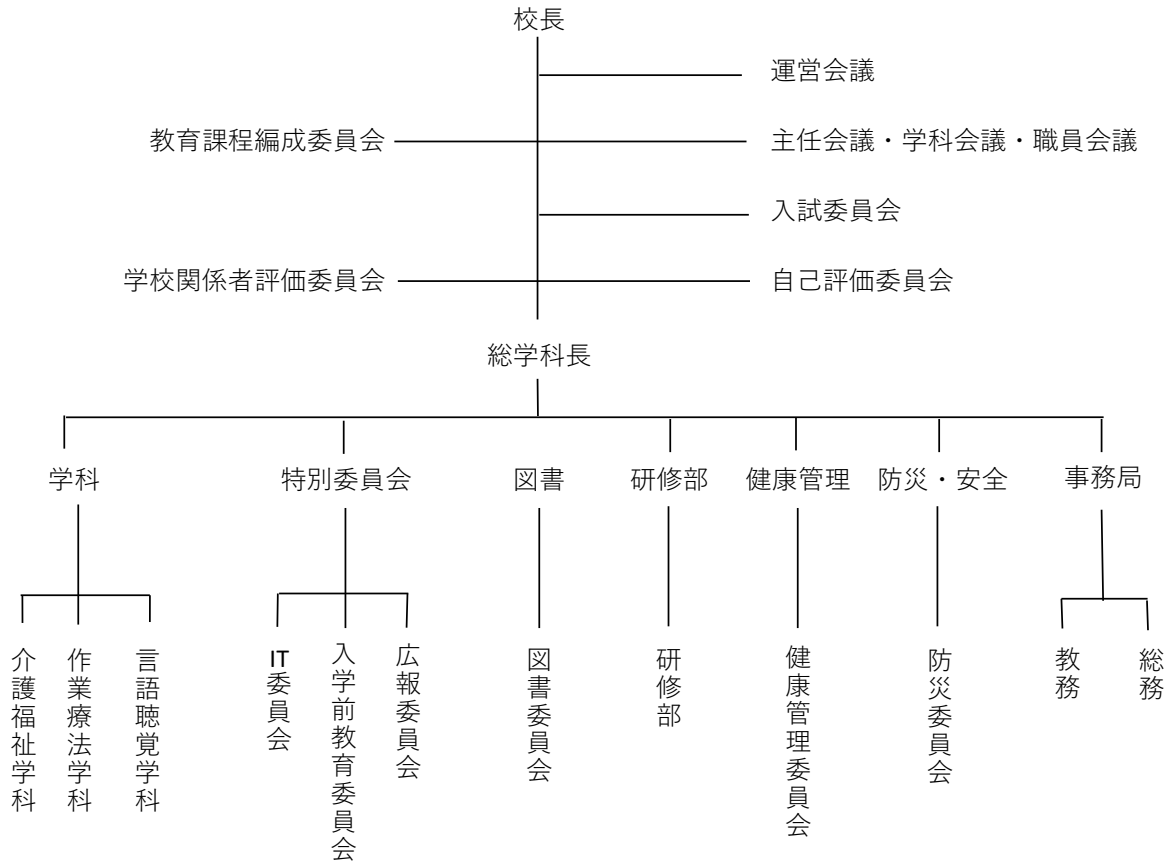 校長
運営会議
教育課程編成委員会
主任会議・学科会議・職員会議
入試委員会
学校関係者評価委員会
自己評価委員会
総学科長
学科
特別委員会
図書
研修部
健康管理
防災・安全
事務局
介護福祉学科
作業療法学科
言語聴覚学科
IT委員会
入学前教育委員会
広報委員会
図書委員会
研修部
健康管理委員会
防災委員会
教務
総務